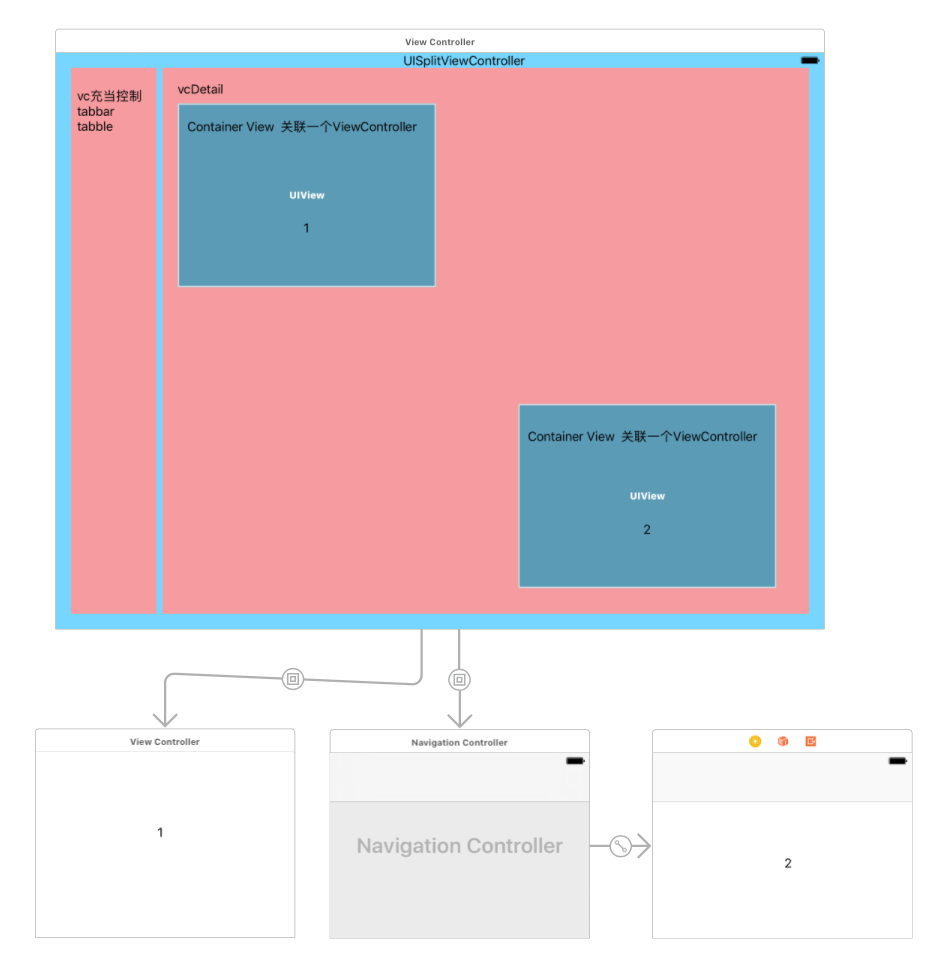 View Controller
UISplitViewController
vc充当控制
tabbar
tabble
vcDetail
Container View 关联一个ViewController
UIView
1
Container View 关联一个ViewController
UIView
2
View Controller
1
Navigation Controller
Navigation Controller
2